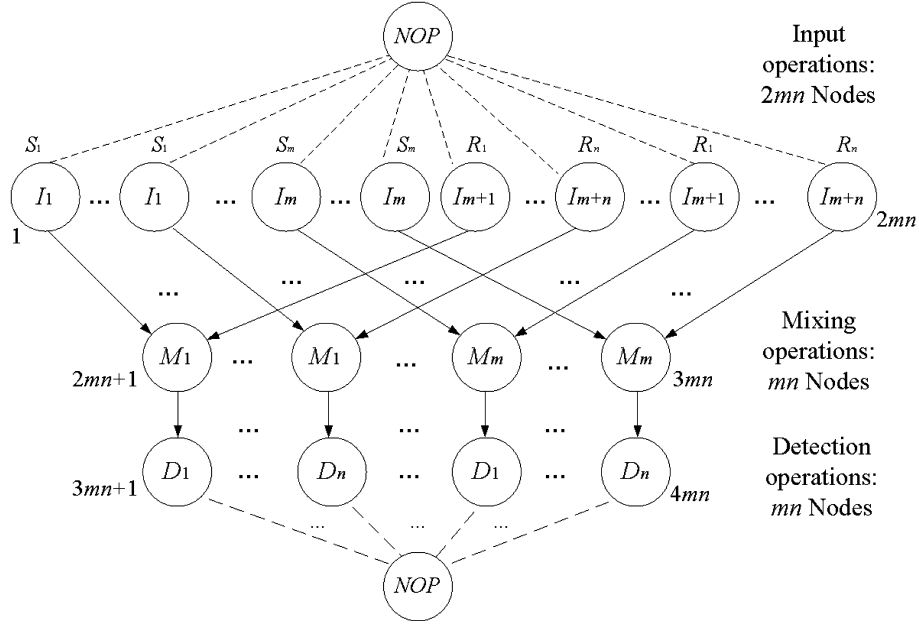 NOP
Input
operations:
2mn Nodes
S1 S1 Sm Sm R1 Rn R1 Rn
I1 ... I1 ... Im ... Im Im+1 ... Im+n ... Im+1 ... Im+n
1 2mn
... ... ... ... ...
Mixing
operations:
mn Nodes
M1 ... M1 ... Mm ... Mm
2mn+1 3mn
... ... ...
Detection
operations:
mn Nodes
D1 ... Dn ... D1 ... Dn
3mn+1 4mn
... ... ...
NOP